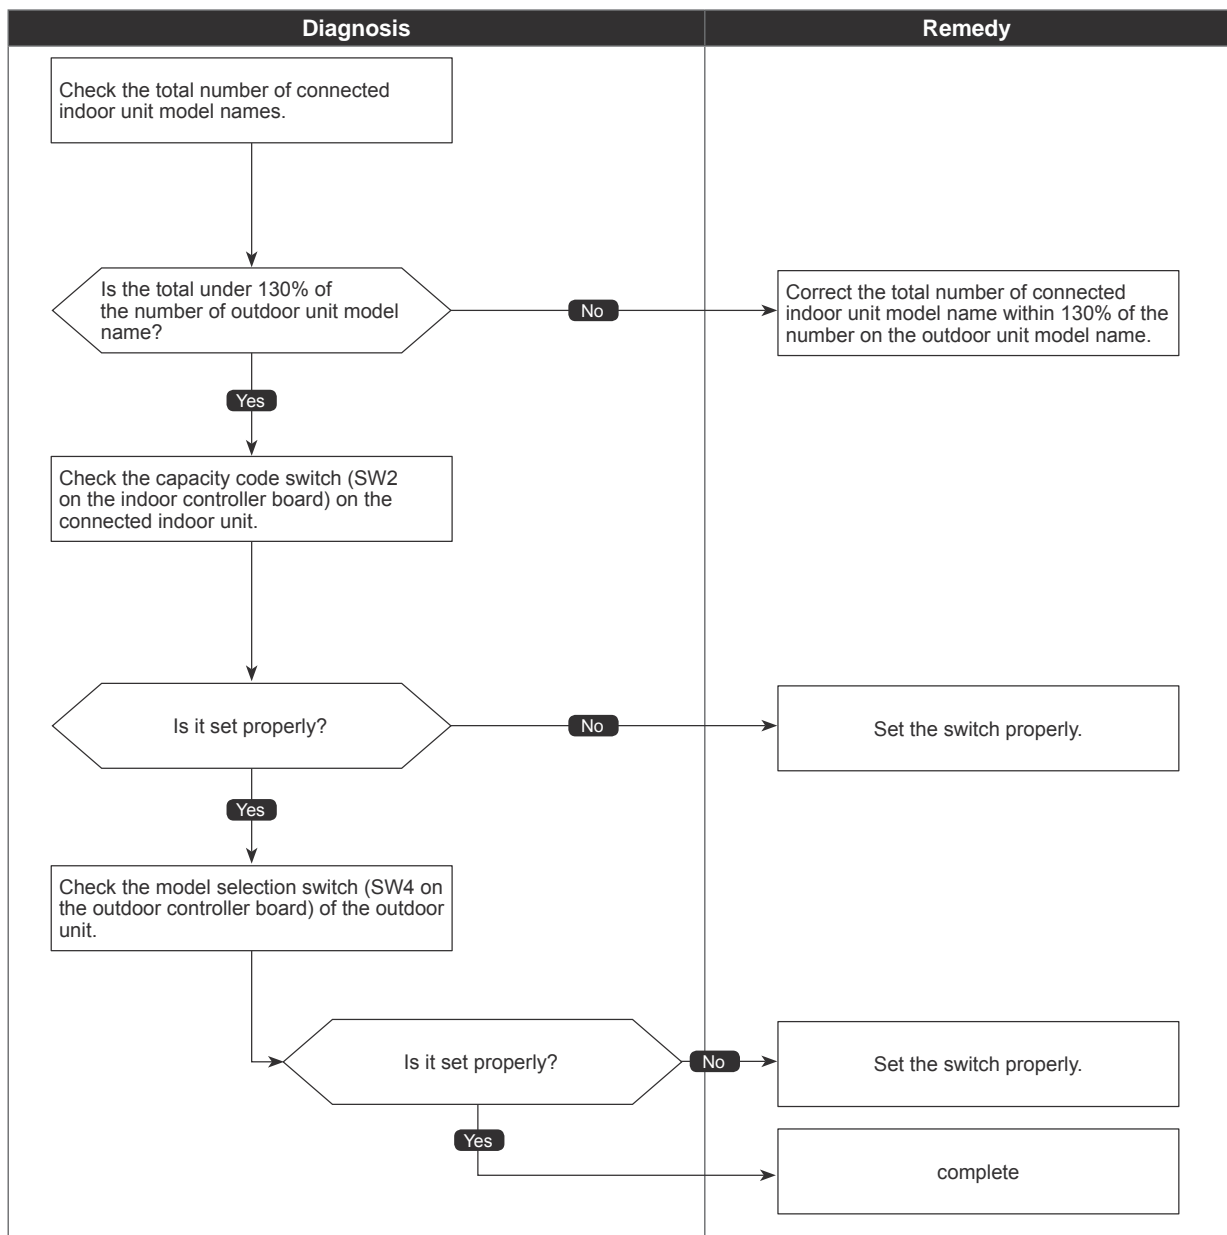 Diagnosis
Remedy
Check the total number of connected
indoor unit model names.
Is the total under 130% of
the number of outdoor unit model
name?
No
Correct the total number of connected
indoor unit model name within 130% of the
number on the outdoor unit model name.
Yes
Check the capacity code switch (SW2
on the indoor controller board) on the
connected indoor unit.
Is it set properly?
No
Set the switch properly.
Yes
Check the model selection switch (SW4 on
the outdoor controller board) of the outdoor
unit.
Is it set properly?
No
Set the switch properly.
Yes
complete